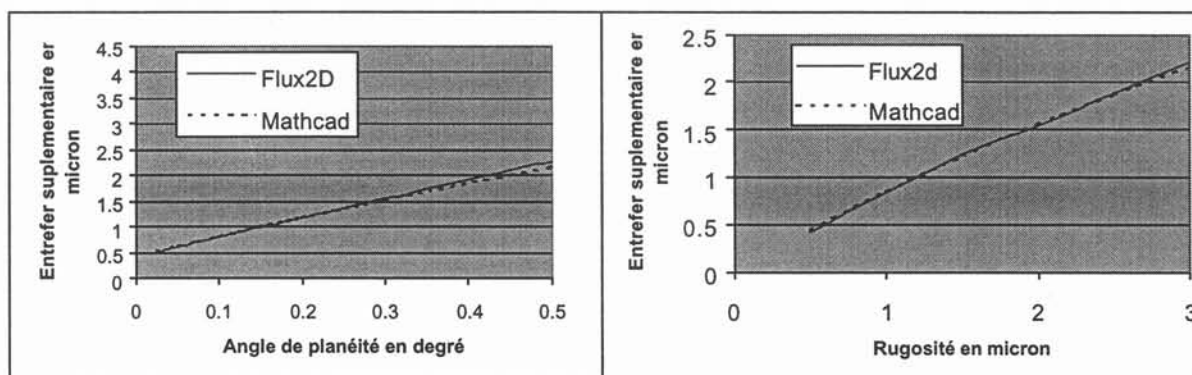 Entrefer suplementaire er
micron
4.5
4
3.5
3
2.5
2
1.5
1
0.5
0
Flux2D
Mathcad
0
0.1
0.2
0.3
0.4
0.5
Angle de planéité en degré
Entrefer suplementaire er
micron
2.5
2
1.5
1
0.5
0
Flux2d
Mathcad
0
1
2
3
Rugosité en micron